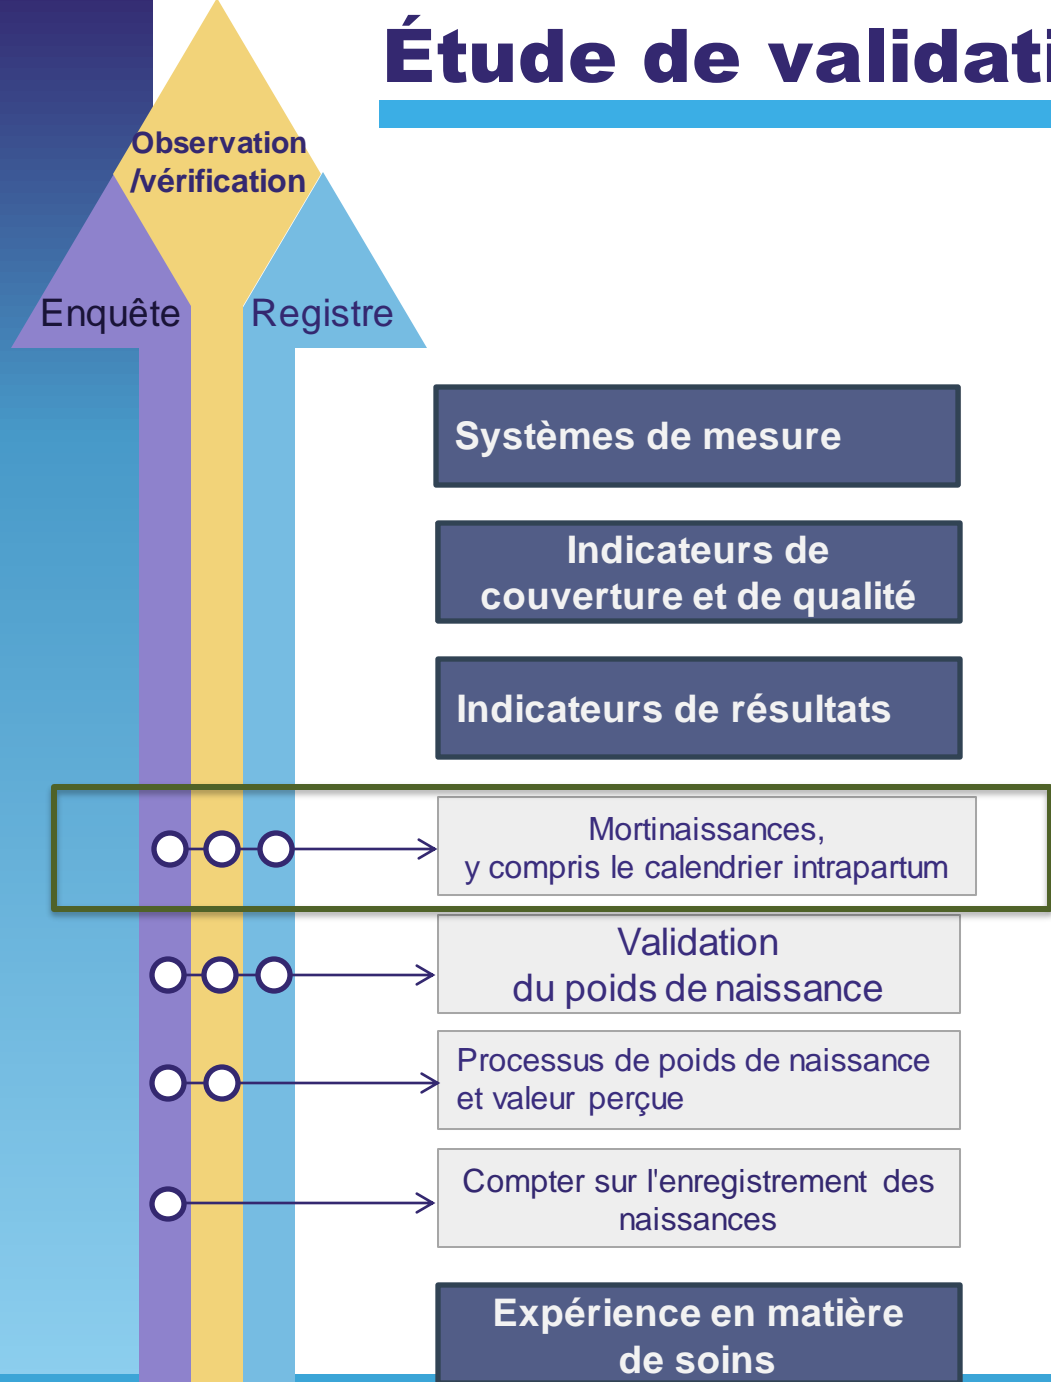 Étude de validati
Observation
/vérification
Enquête
Registre
Systèmes de mesure
Indicateurs de
couverture et de qualité
Indicateurs de résultats
Mortinaissances,
y compris le calendrier intrapartum
Validation
du poids de naissance
Processus de poids de naissance
et valeur perçue
Compter sur l'enregistrement des
naissances
Expérience en matière
de soins